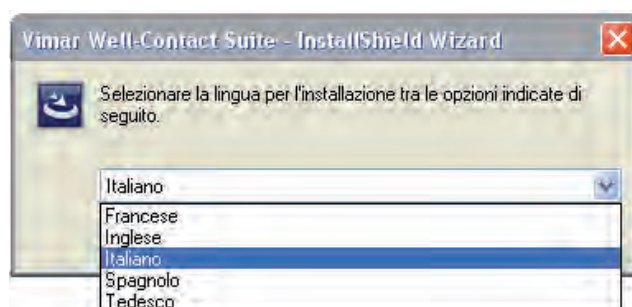 Vimar Well-Contact Suite - InstallShield Wizard
Selezionare la lingua per l'installazione tra le opzioni indicate di
seguito.
Italiano
Francese
Inglese
Italiano
Spagnolo
Tedesco